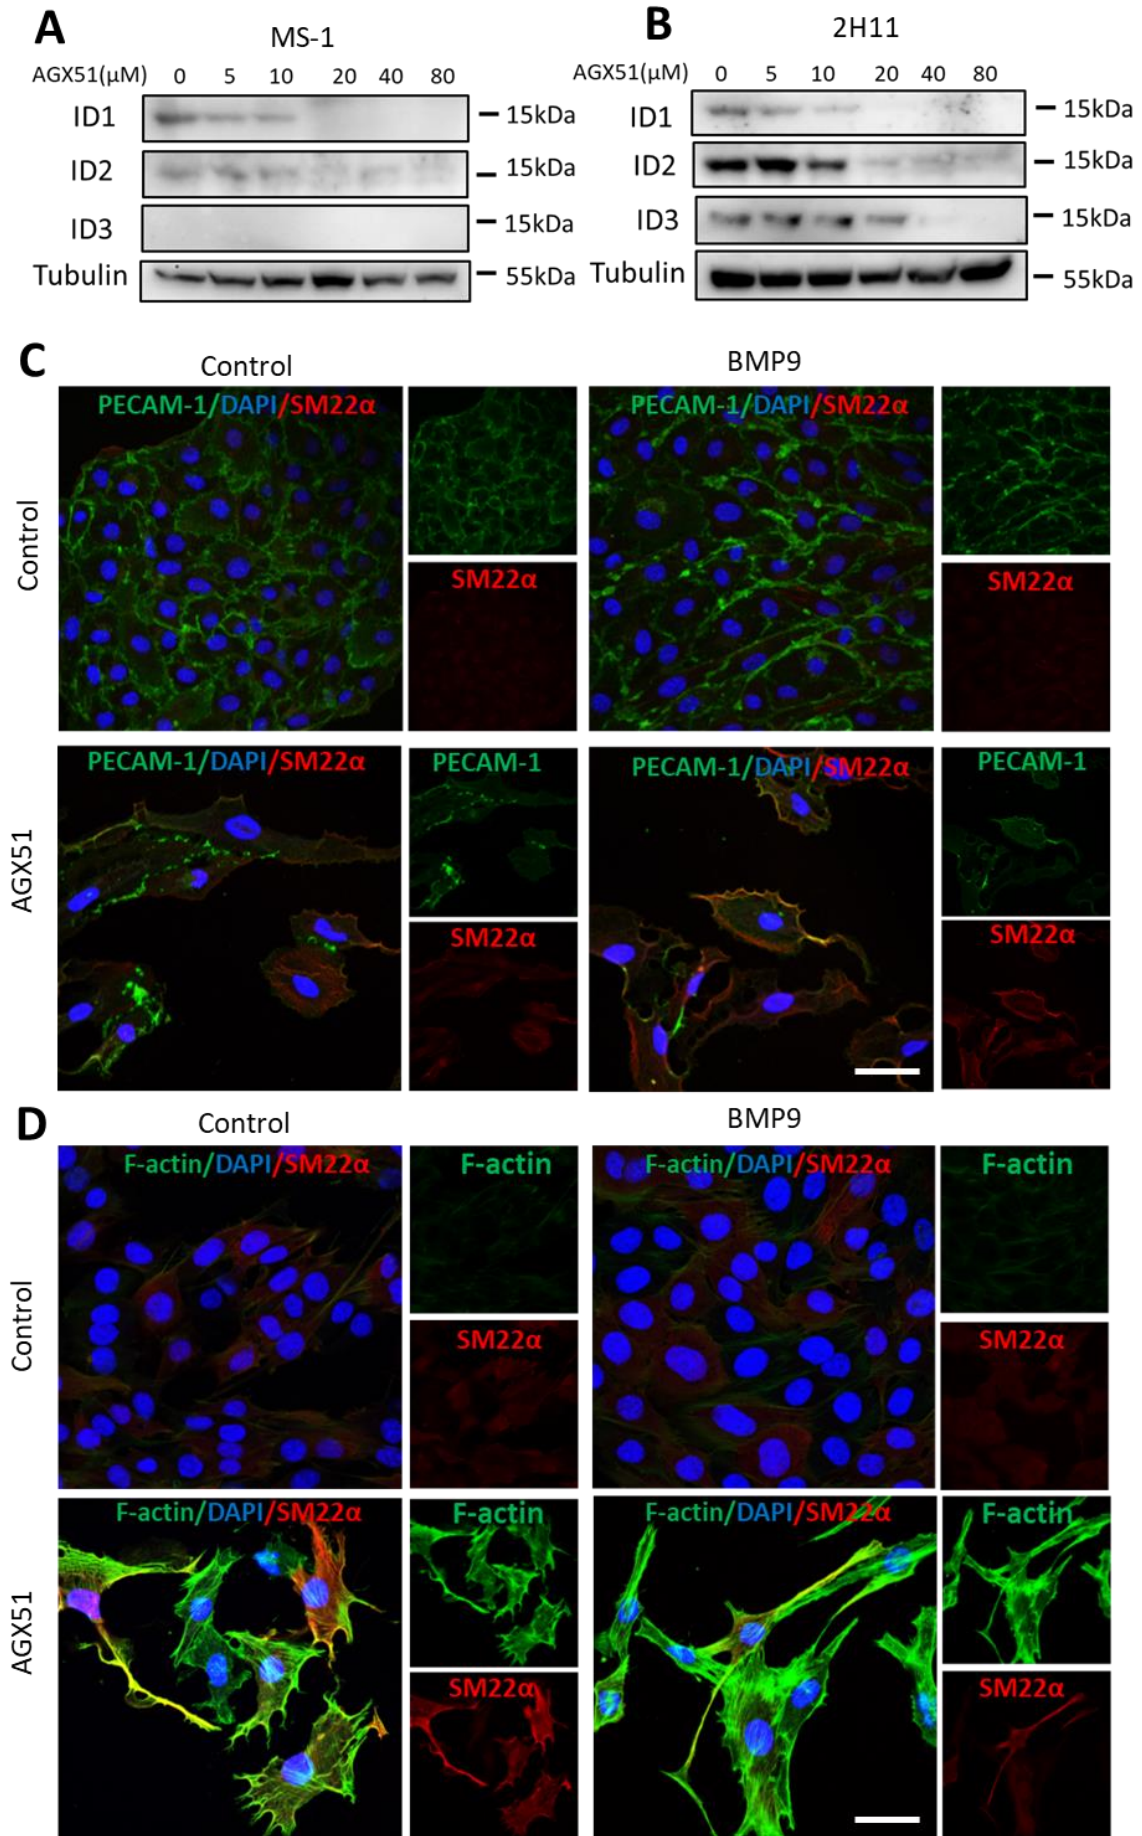 A
MS-1
AGX51(μM) 0 5 10 20 40 80
ID1
15kDa
ID2
15kDa
ID3
15kDa
Tubulin
55kDa
B
2H11
AGX51(μM) 0 5 10 20 40 80
ID1
15kDa
ID2
15kDa
ID3
15kDa
Tubulin
55kDa
C
Control
BMP9
Control
PECAM-1/DAPI/SM22α
SM22α
PECAM-1/DAPI/SM22α
SM22α
AGX51
PECAM-1/DAPI/SM22α
PECAM-1
SM22α
PECAM-1/DAPI/SM22α
PECAM-1
SM22α
D
Control
BMP9
Control
F-actin/DAPI/SM22α
F-actin
SM22α
F-actin/DAPI/SM22α
F-actin
SM22α
AGX51
F-actin/DAPI/SM22α
F-actin
SM22α
F-actin/DAPI/SM22α
F-actin
SM22α